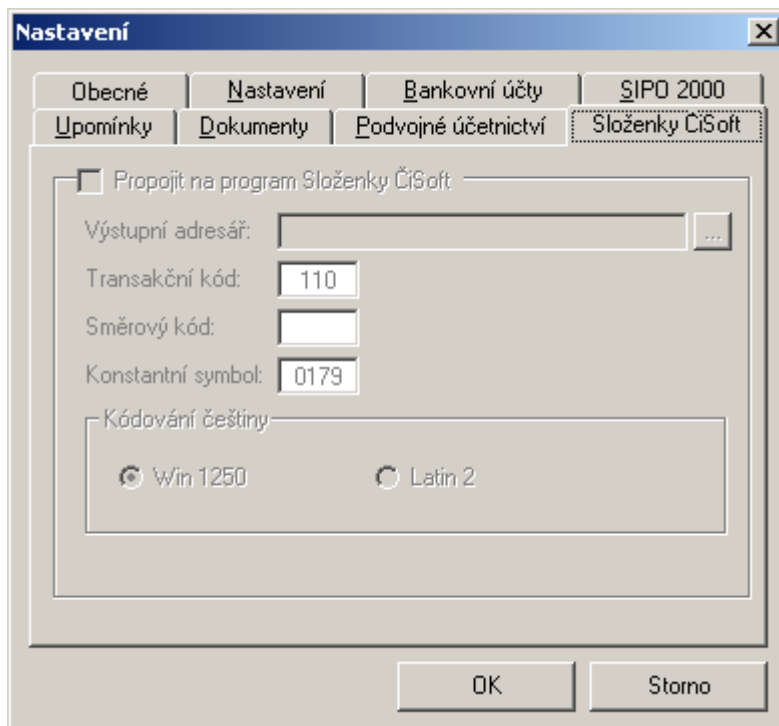 Nastavení
Obecné Nastavení Bankovní účty SIPO 2000
Upomínky Dokumenty Podvojné účetnictví Složenky ČiSoft
Propojit na program Složenky ČiSoft
Výstupní adresář: ...
Transakční kód: 110
Směrový kód:
Konstantní symbol: 0179
Kódování češtiny
Win 1250 Latin 2
OK Storno